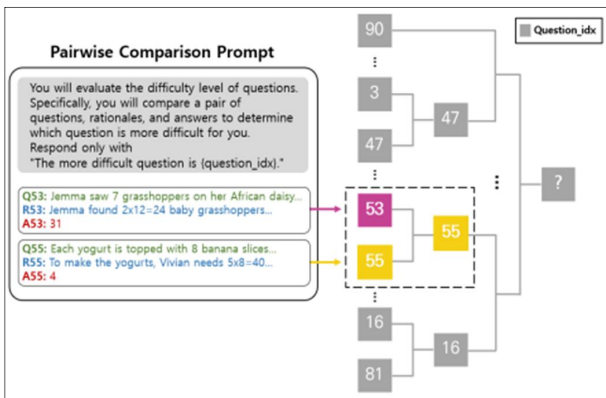 Pairwise Comparison Prompt
You will evaluate the difficulty level of questions.
Specifically, you will compare a pair of
questions, rationales, and answers to determine
which question is more difficult for you.
Respond only with
"The more difficult question is (question_idx)."
Q53: Jemma saw 7 grasshoppers on her African daisy...
R53: Jemma found 2x12=24 baby grasshoppers...
A53: 31
Q55: Each yogurt is topped with 8 banana slices...
R55: To make the yogurts, Vivian needs 5x8=40...
A55: 4
Question_idx
90
3
47
47
53
55
55
16
81
16
?